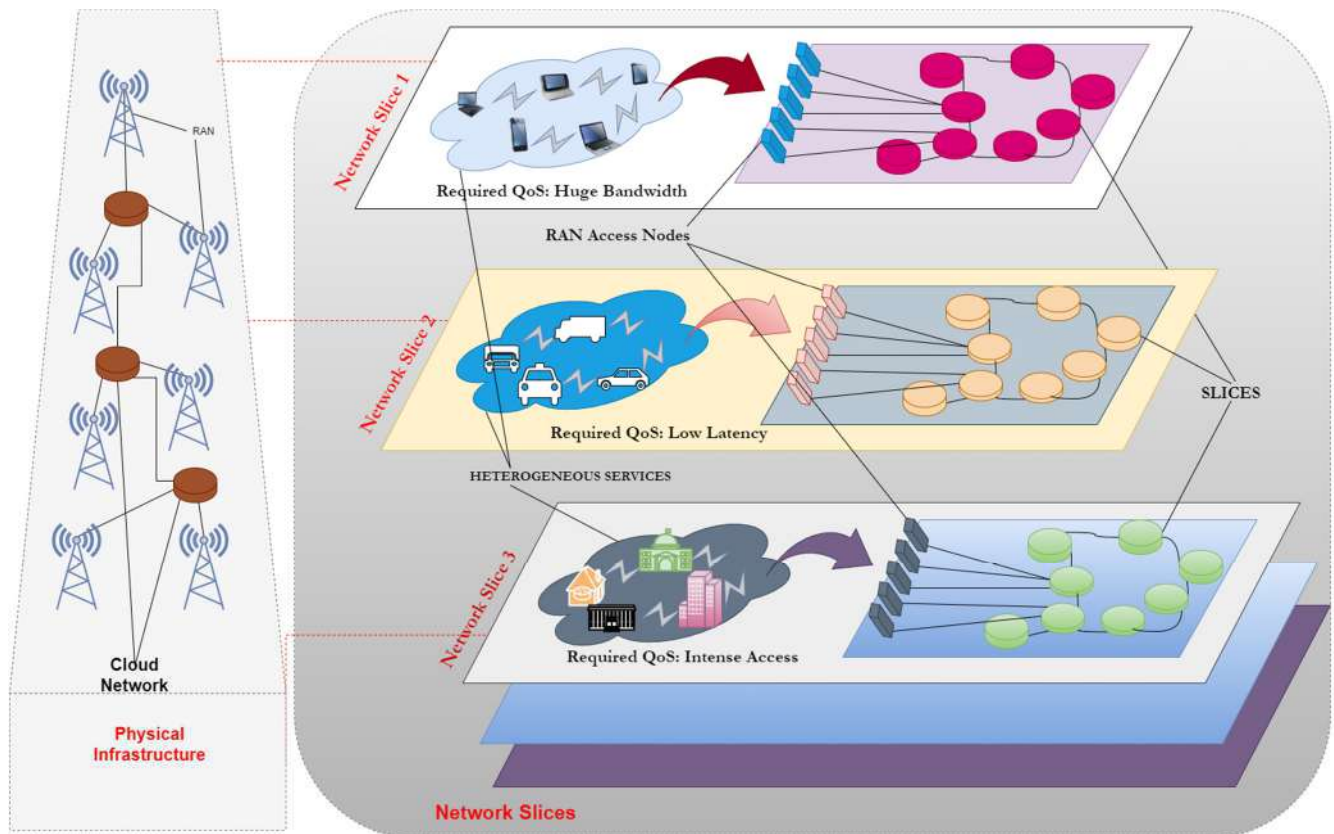 RAN
Cloud
Network
Physical
Infrastructure
Network Slice 1
Required QoS: Huge Bandwidth
RAN Access Nodes
Network Slice 2
Required QoS: Low Latency
SLICES
HETEROGENEOUS SERVICES
Network Slice 3
Required QoS: Intense Access
Network Slices